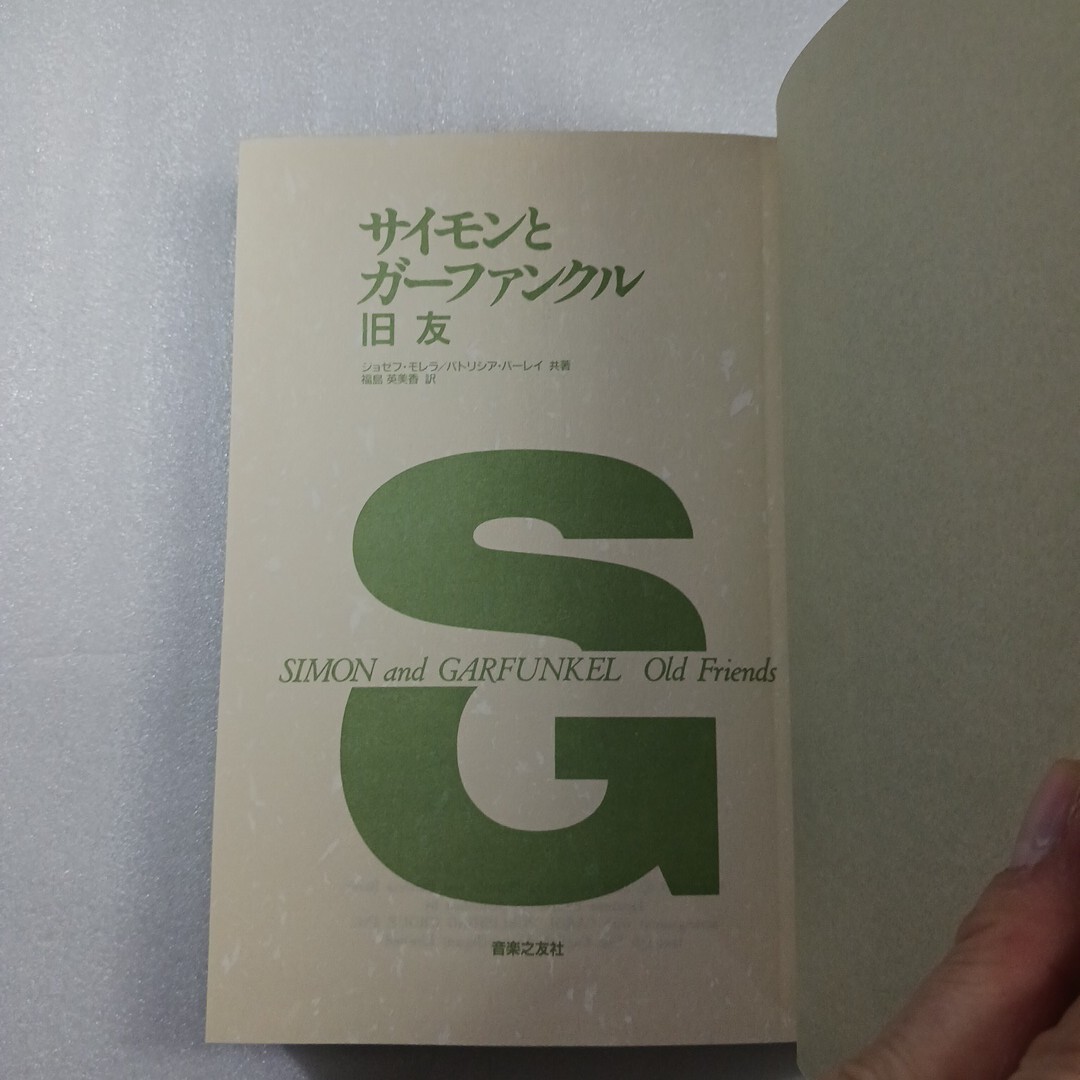 サイモンと
ガーファンクル
旧友
ジョセフ・モレラ/パトリシア・バーレイ 共著
福島 英美香 訳
S
SIMON and GARFUNKEL Old Friends
G
音楽之友社